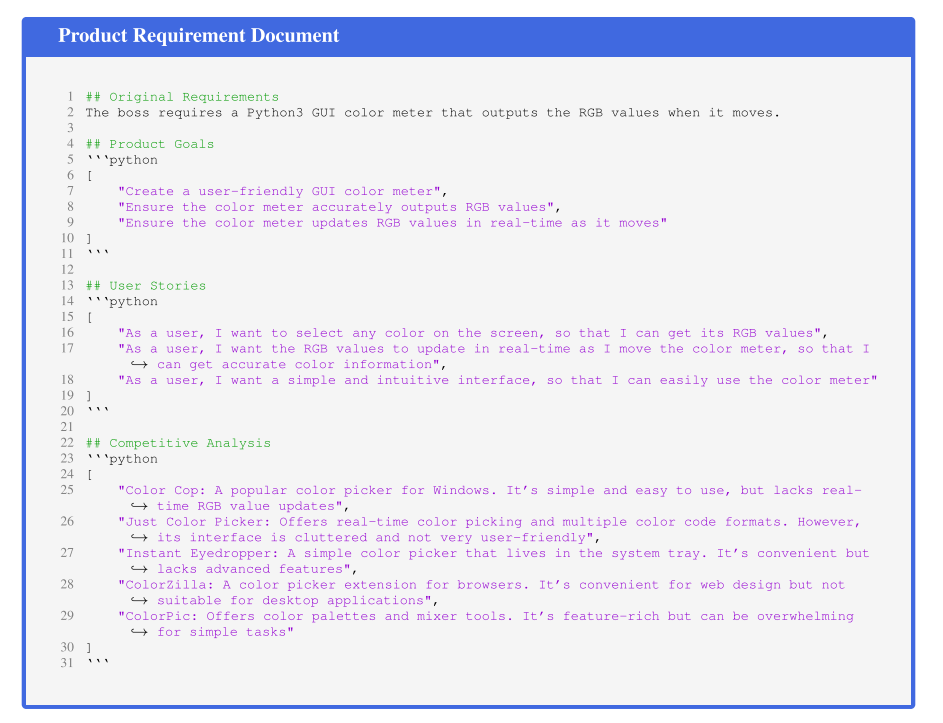 Product Requirement Document
1 ## Original Requirements
2 The boss requires a Python3 GUI color meter that outputs the RGB values when it moves.
3
4 ## Product Goals
5 ```python
6 [
7     "Create a user-friendly GUI color meter",
8     "Ensure the color meter accurately outputs RGB values",
9     "Ensure the color meter updates RGB values in real-time as it moves"
10 ]
11 ```
12
13 ## User Stories
14 ```python
15 [
16     "As a user, I want to select any color on the screen, so that I can get its RGB values",
17     "As a user, I want the RGB values to update in real-time as I move the color meter, so that I
↪ can get accurate color information",
18     "As a user, I want a simple and intuitive interface, so that I can easily use the color meter"
19 ]
20 ```
21
22 ## Competitive Analysis
23 ```python
24 [
25     "Color Cop: A popular color picker for Windows. It's simple and easy to use, but lacks real-
↪ time RGB value updates",
26     "Just Color Picker: Offers real-time color picking and multiple color code formats. However,
↪ its interface is cluttered and not very user-friendly",
27     "Instant Eyedropper: A simple color picker that lives in the system tray. It's convenient but
↪ lacks advanced features",
28     "ColorZilla: A color picker extension for browsers. It's convenient for web design but not
↪ suitable for desktop applications",
29     "ColorPic: Offers color palettes and mixer tools. It's feature-rich but can be overwhelming
↪ for simple tasks"
30 ]
31 ```